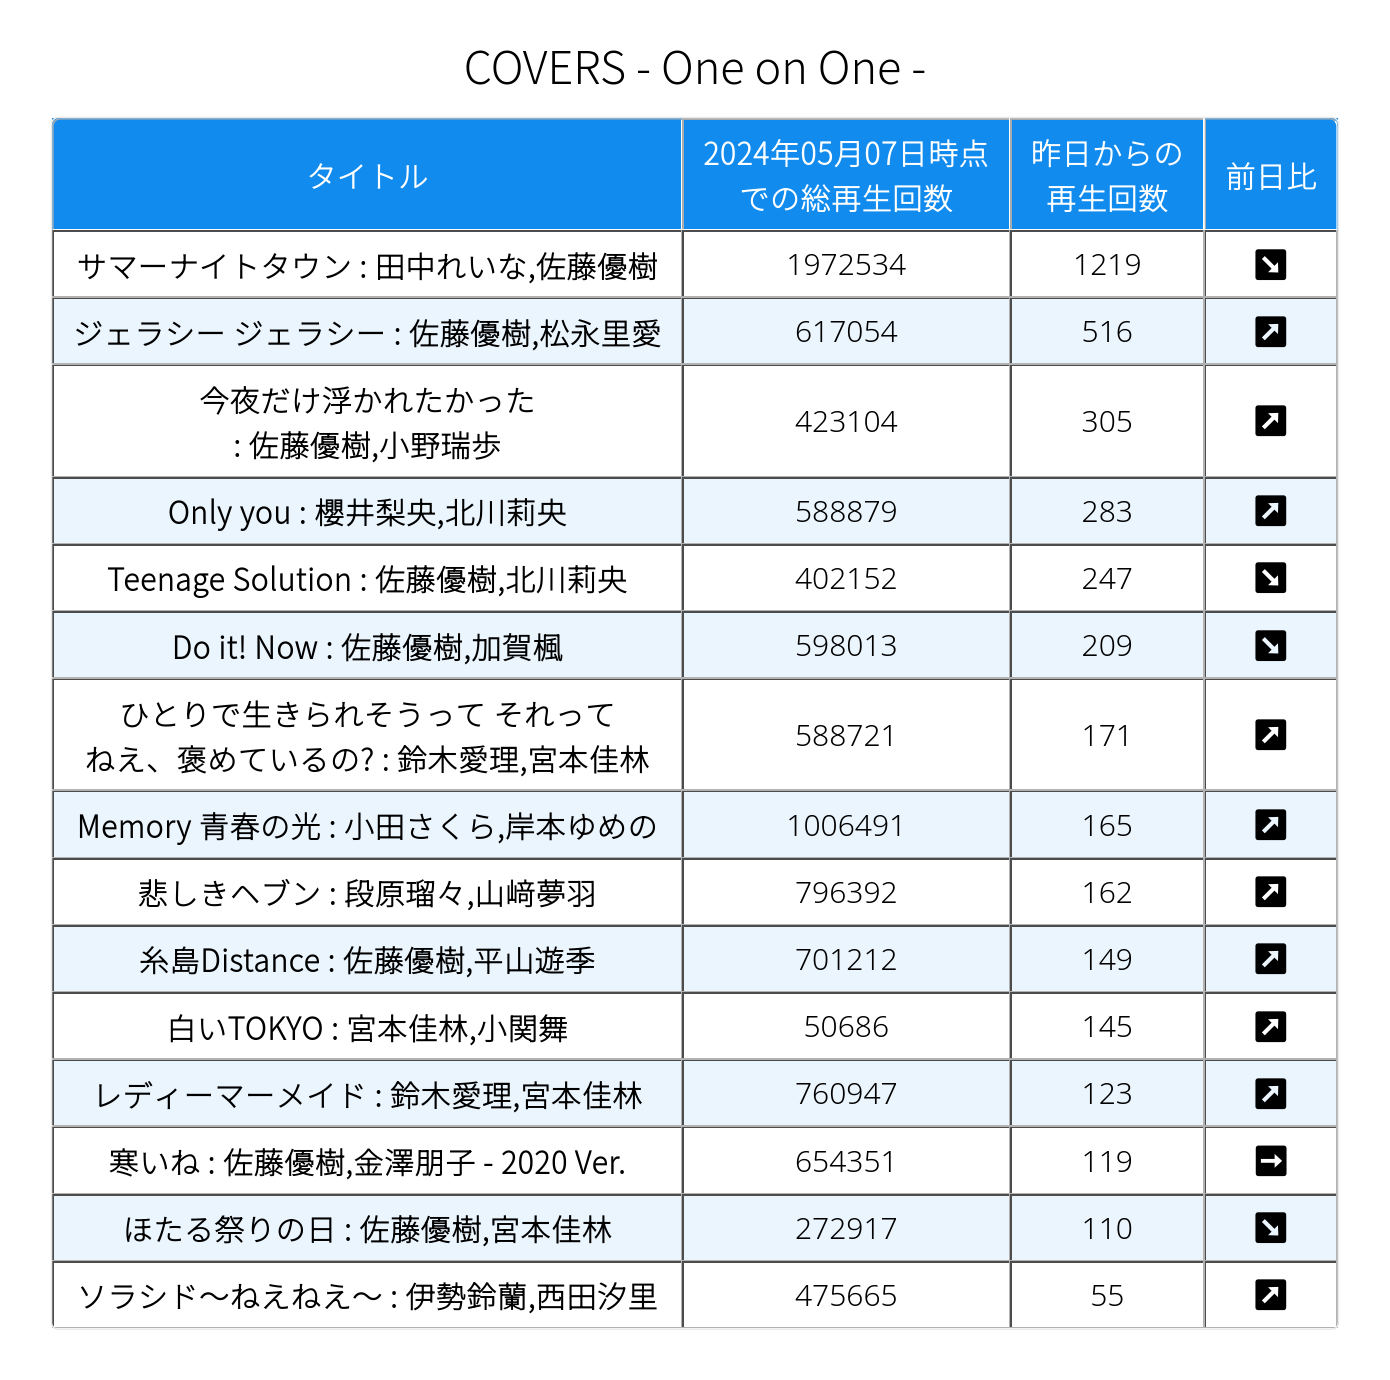 COVERS - One on One -
タイトル
2024年05月07日時点
での総再生回数
昨日からの
再生回数
前日比
サマーナイトタウン : 田中れいな,佐藤優樹
1972534
1219
ジェラシー ジェラシー : 佐藤優樹,松永里愛
617054
516
今夜だけ浮かれたかった
: 佐藤優樹,小野瑞歩
423104
305
Only you : 櫻井梨央,北川莉央
588879
283
Teenage Solution : 佐藤優樹,北川莉央
402152
247
Do it! Now : 佐藤優樹,加賀楓
598013
209
ひとりで生きられそうって それって
ねえ、褒めているの? : 鈴木愛理,宮本佳林
588721
171
Memory 青春の光 : 小田さくら,岸本ゆめの
1006491
165
悲しきヘブン : 段原瑠々,山﨑夢羽
796392
162
糸島Distance : 佐藤優樹,平山遊季
701212
149
白いTOKYO : 宮本佳林,小関舞
50686
145
レディーマーメイド : 鈴木愛理,宮本佳林
760947
123
寒いね : 佐藤優樹,金澤朋子 - 2020 Ver.
654351
119
ほたる祭りの日 : 佐藤優樹,宮本佳林
272917
110
ソラシド〜ねえねえ〜 : 伊勢鈴蘭,西田汐里
475665
55